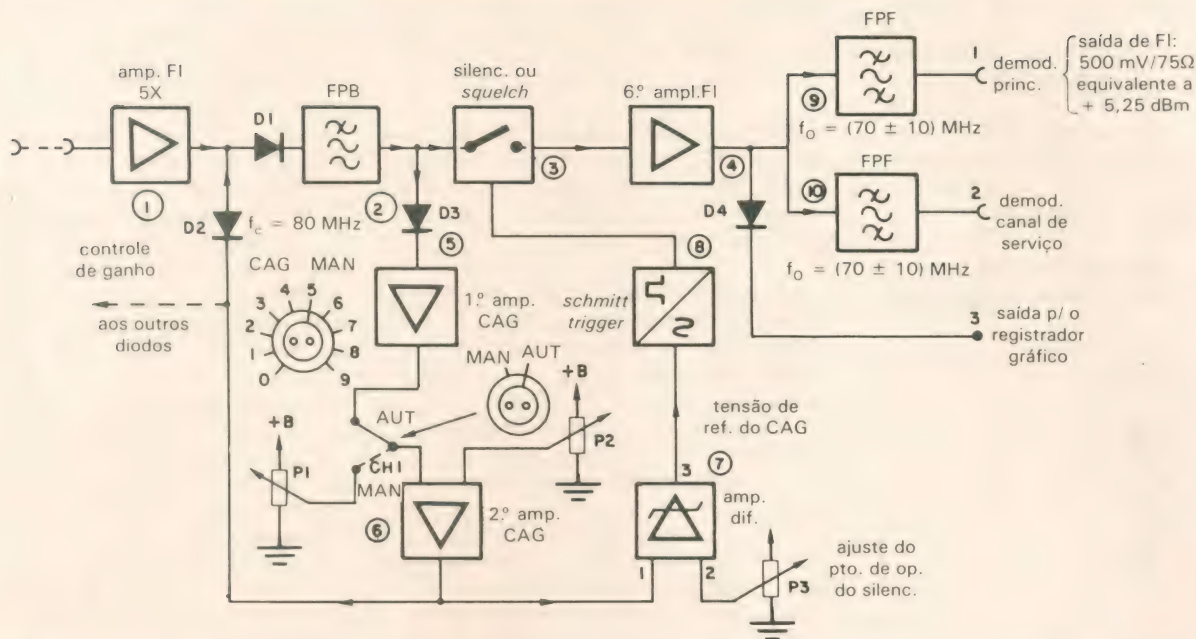 amp. FI
5X
①
D1
FPB
②
silenc. ou
squelch
③
6.º ampl.FI
④
FPF
⑨
f₀ = (70 ± 10) MHz
1
demod.
princ.
saída de FI:
500 mV/75Ω
equivalente a
+ 5,25 dBm
FPF
⑩
f₀ = (70 ± 10) MHz
2
demod.
canal de
serviço
D4
3
saída p/ o
registrador
gráfico
D2
f꜀ = 80 MHz
D3
⑤
controle
de ganho
aos outros
diodos
CAG MAN
0
1
2
3
4
5
6
7
8
9
1.º amp.
CAG
⑧
schmitt
trigger
MAN AUT
AUT
CH1
MAN
+B
P1
+B
P2
⑥
2.º amp.
CAG
tensão de
ref. do CAG
3
⑦
amp.
dif.
1
2
P3
ajuste do
pto. de op.
do silenc.